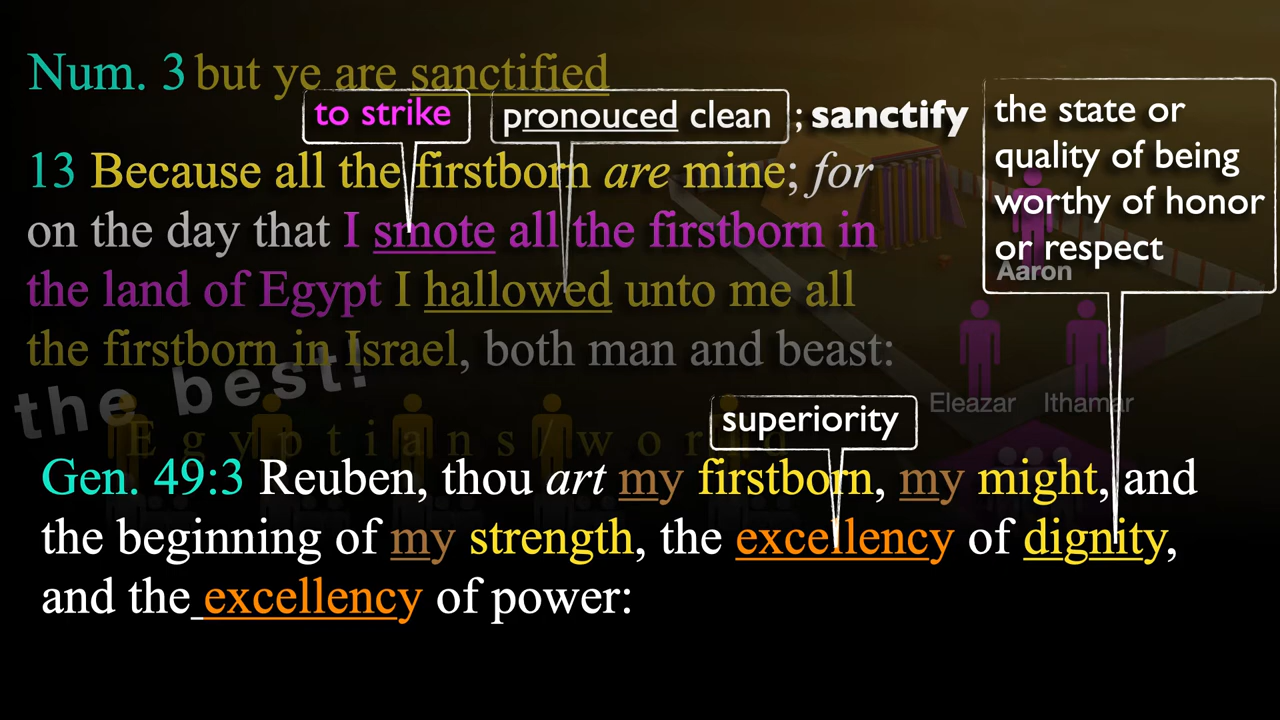 Num. 3 but ye are sanctified
to strike
pronouced clean ; sanctify
the state or
quality of being
worthy of honor
or respect
13 Because all the firstborn are mine; for
on the day that I smote all the firstborn in
the land of Egypt I hallowed unto me all
the firstborn in Israel, both man and beast:
Aaron
the best!
Eleazar Ithamar
Egyptians/world
superiority
Gen. 49:3 Reuben, thou art my firstborn, my might, and
the beginning of my strength, the excellency of dignity,
and the excellency of power: